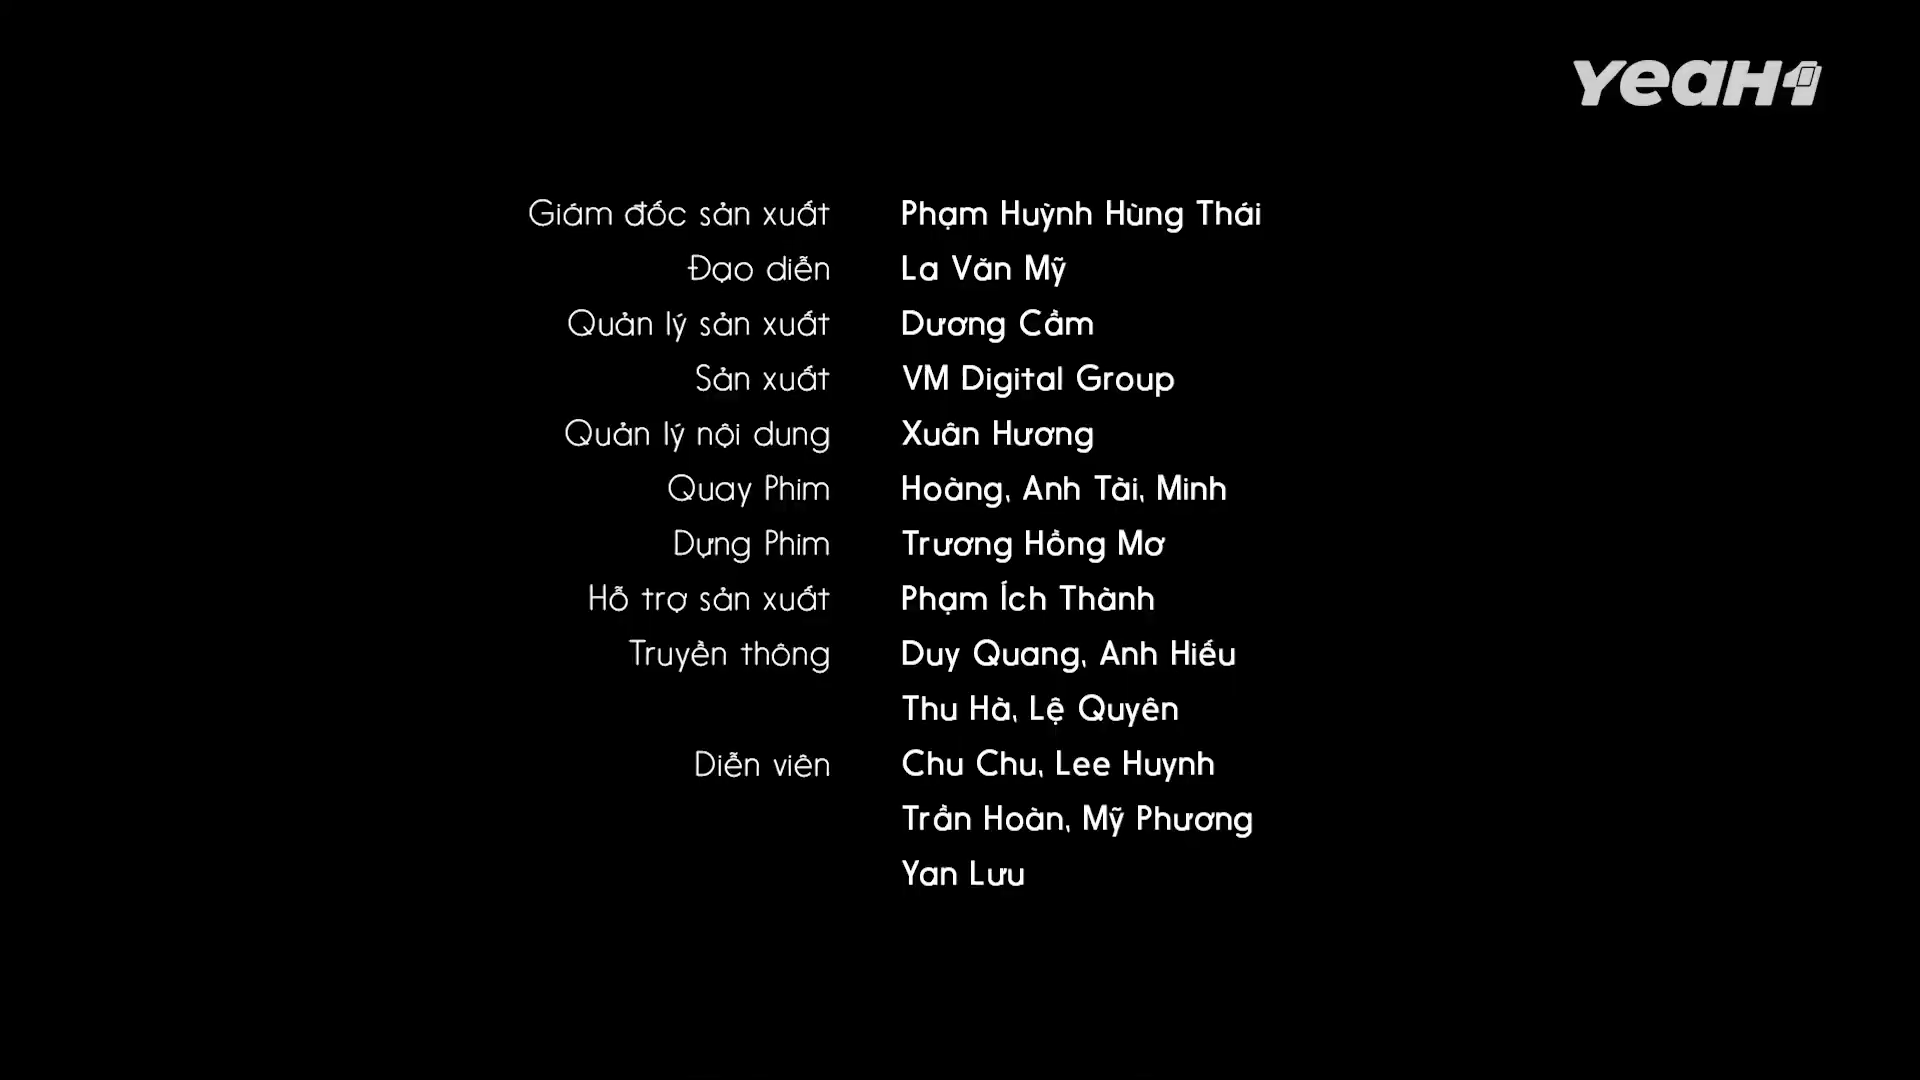 YEAH1
Giám đốc sản xuất Phạm Huỳnh Hùng Thái
Đạo diễn La Văn Mỹ
Quản lý sản xuất Dương Cầm
Sản xuất VM Digital Group
Quản lý nội dung Xuân Hương
Quay Phim Hoàng, Anh Tài, Minh
Dựng Phim Trương Hồng Mơ
Hỗ trợ sản xuất Phạm Ích Thành
Truyền thông Duy Quang, Anh Hiếu
Thu Hà, Lệ Quyên
Diễn viên Chu Chu, Lee Huynh
Trần Hoàn, Mỹ Phương
Yan Lưu